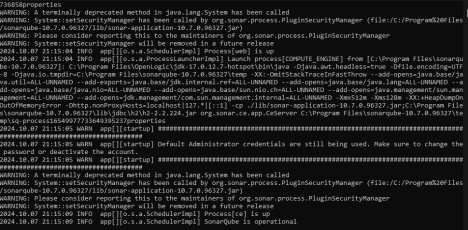 736858properties
WARNING: A terminally deprecated method in java.lang.System has been called
WARNING: System::setSecurityManager has been called by org.sonar.process.PluginSecurityManager (file:/C:/Program%20Files
/sonarqube-10.7.0.96327/lib/sonar-application-10.7.0.96327.jar)
WARNING: Please consider reporting this to the maintainers of org.sonar.process.PluginSecurityManager
WARNING: System::setSecurityManager will be removed in a future release
2024.10.07 21:15:04 INFO  app[][o.s.a.SchedulerImpl] Process[web] is up
2024.10.07 21:15:04 INFO  app[][o.s.a.ProcessLauncherImpl] Launch process[COMPUTE_ENGINE] from [C:\Program Files\sonarqu
be-10.7.0.96327]: C:\Program Files\OpenLogic\jdk-17.0.12.7-hotspot\bin\java -Djava.awt.headless=true -Dfile.encoding=UTF
-8 -Djava.io.tmpdir=C:\Program Files\sonarqube-10.7.0.96327\temp -XX:-OmitStackTraceInFastThrow --add-opens=java.base/ja
va.util=ALL-UNNAMED --add-exports=java.base/jdk.internal.ref=ALL-UNNAMED --add-opens=java.base/java.lang=ALL-UNNAMED --a
dd-opens=java.base/java.nio=ALL-UNNAMED --add-opens=java.base/sun.nio.ch=ALL-UNNAMED --add-opens=java.management/sun.man
agement=ALL-UNNAMED --add-opens=jdk.management/com.sun.management.internal=ALL-UNNAMED -Xmx512m -Xms128m -XX:+HeapDumpOn
OutOfMemoryError -Dhttp.nonProxyHosts=localhost|127.*|[::1] -cp ./lib/sonar-application-10.7.0.96327.jar;C:\Program File
s\sonarqube-10.7.0.96327\lib\jdbc\h2\h2-2.2.224.jar org.sonar.ce.app.CeServer C:\Program Files\sonarqube-10.7.0.96327\te
mp\sq-process16549977336493952377properties
2024.10.07 21:15:05 WARN  app[][startup] ###############################################################################
#####################################
2024.10.07 21:15:05 WARN  app[][startup] Default Administrator credentials are still being used. Make sure to change the
 password or deactivate the account.
2024.10.07 21:15:05 WARN  app[][startup] ###############################################################################
#####################################
WARNING: A terminally deprecated method in java.lang.System has been called
WARNING: System::setSecurityManager has been called by org.sonar.process.PluginSecurityManager (file:/C:/Program%20Files
/sonarqube-10.7.0.96327/lib/sonar-application-10.7.0.96327.jar)
WARNING: Please consider reporting this to the maintainers of org.sonar.process.PluginSecurityManager
WARNING: System::setSecurityManager will be removed in a future release
2024.10.07 21:15:09 INFO  app[][o.s.a.SchedulerImpl] Process[ce] is up
2024.10.07 21:15:09 INFO  app[][o.s.a.SchedulerImpl] SonarQube is operational